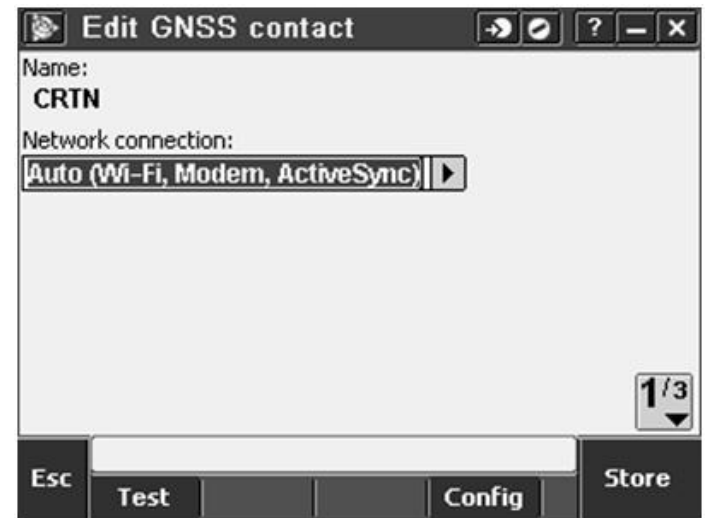 Edit GNSS contact ? – X
Name:
CRTN
Network connection:
Auto (Wi-Fi, Modem, ActiveSync)
1/3
Esc Store
Test Config